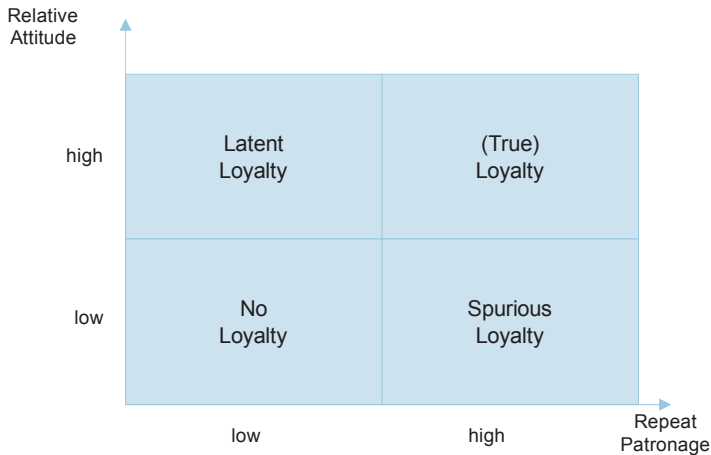 Relative
Attitude
high
Latent
Loyalty
(True)
Loyalty
low
No
Loyalty
Spurious
Loyalty
low
high
Repeat
Patronage